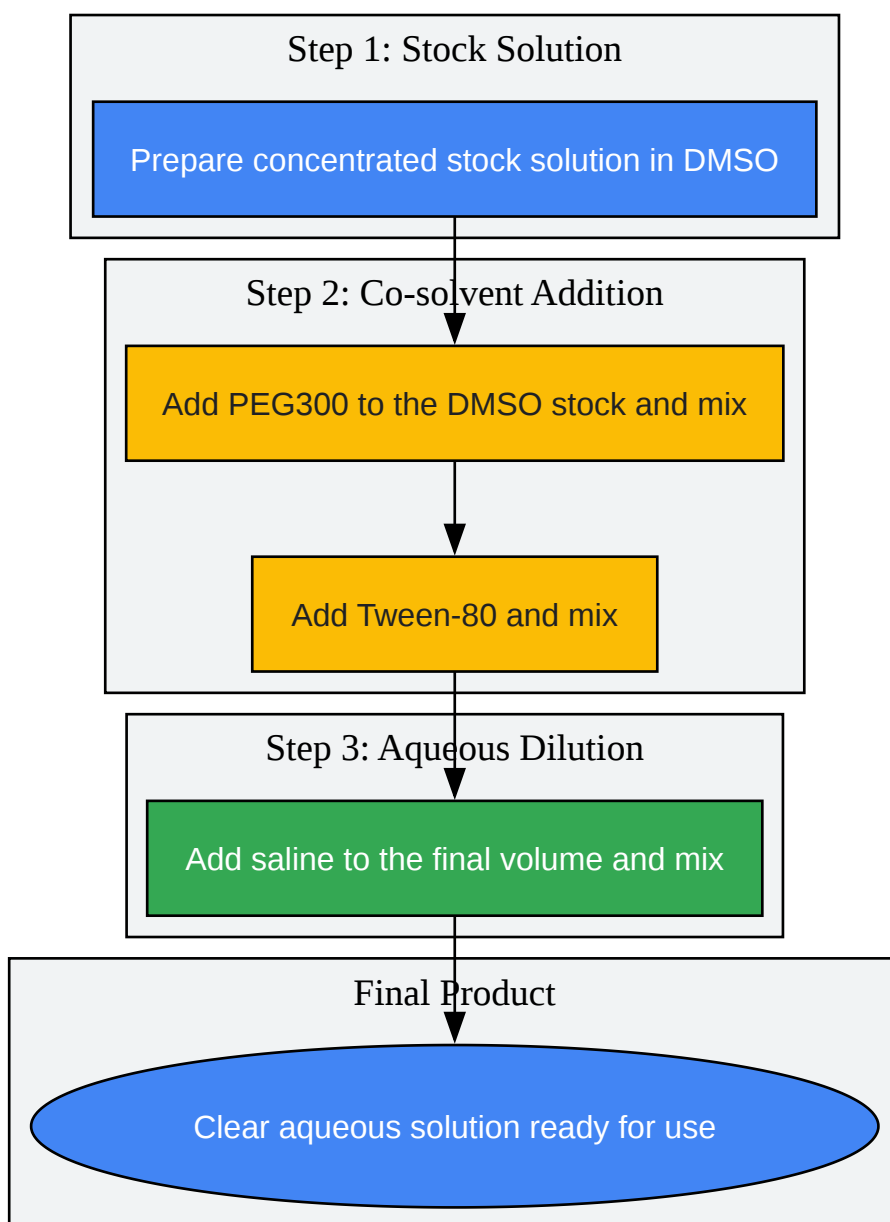 Step 1: Stock Solution
Prepare concentrated stock solution in DMSO
Step 2: Co-solvent Addition
Add PEG300 to the DMSO stock and mix
Add Tween-80 and mix
Step 3: Aqueous Dilution
Add saline to the final volume and mix
Final Product
Clear aqueous solution ready for use